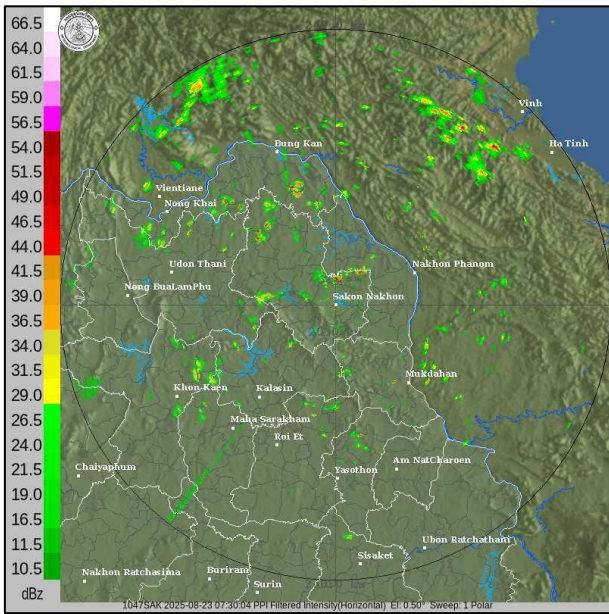 66.5
64.0
61.5
59.0
56.5
54.0
51.5
49.0
46.5
44.0
41.5
39.0
36.5
34.0
31.5
29.0
26.5
24.0
21.5
19.0
16.5
11.5
10.5
dBz
Vinh
Ha Tinh
Bung Kan
Vientiane
Nong Khai
Udon Thani
Nakhon Phanom
Nong BuaLamPhu
Sakon Nakhon
Mukdahan
Khon Kaen
Kalasin
Maha Sarakham
Roi Et
Chaiyaphum
Yasothon
Am NatCharoen
Ubon Ratchathani
Sisaket
Nakhon Ratchasima
Buriram
Surin
1047SAK 2025-08-23 07:30:04 PPI Filtered Intensity(Horizontal) El: 0.50° Sweep: 1 Polar